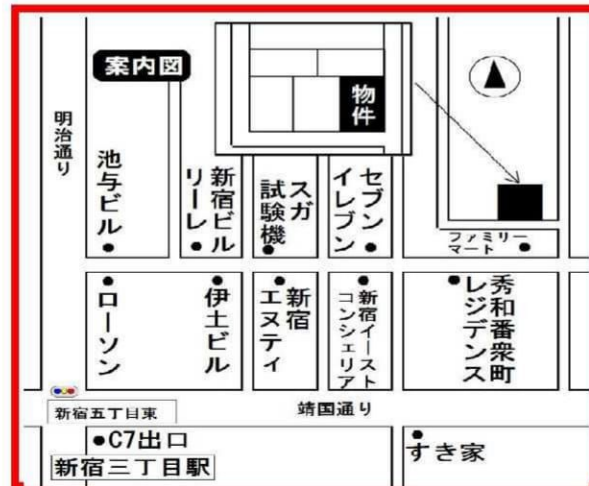 案内図
物件
明治通り
池与ビル
新宿ビル
リーレ
スガ
試験機
セブン
イレブン
ファミリー
マート
ローソン
伊土ビル
新宿
エヌティ
新宿イースト
コンシェリア
秀和番衆町
レジデンス
新宿五丁目東
靖国通り
C7出口
新宿三丁目駅
すき家